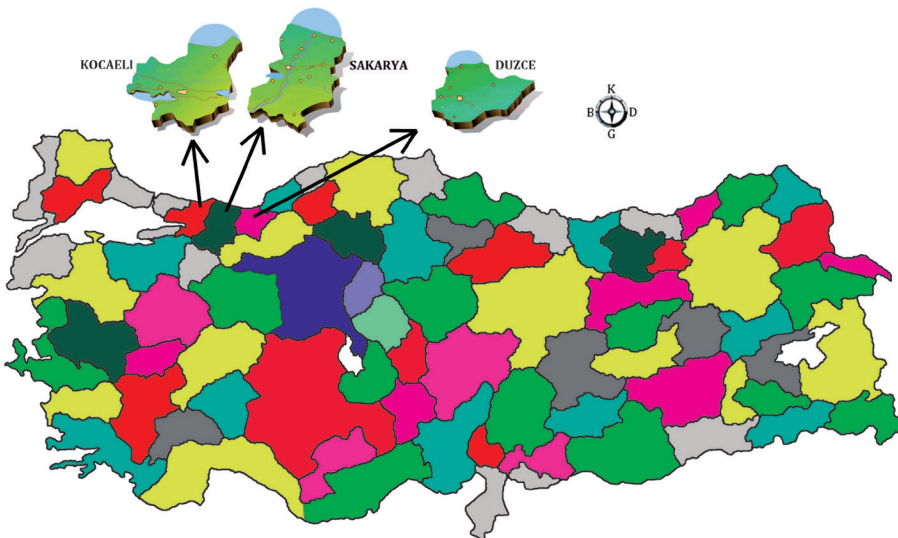 KOCAELI
SAKARYA
DUZCE
K
B D
G